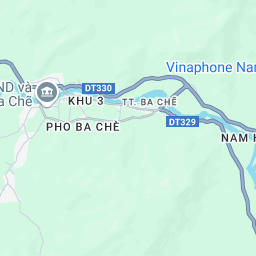 Vinaphone Nam
ND và
a Chẽ
DT330
KHU 3
TT. BA CHẼ
DT329
PHO BA CHÈ
NAM H